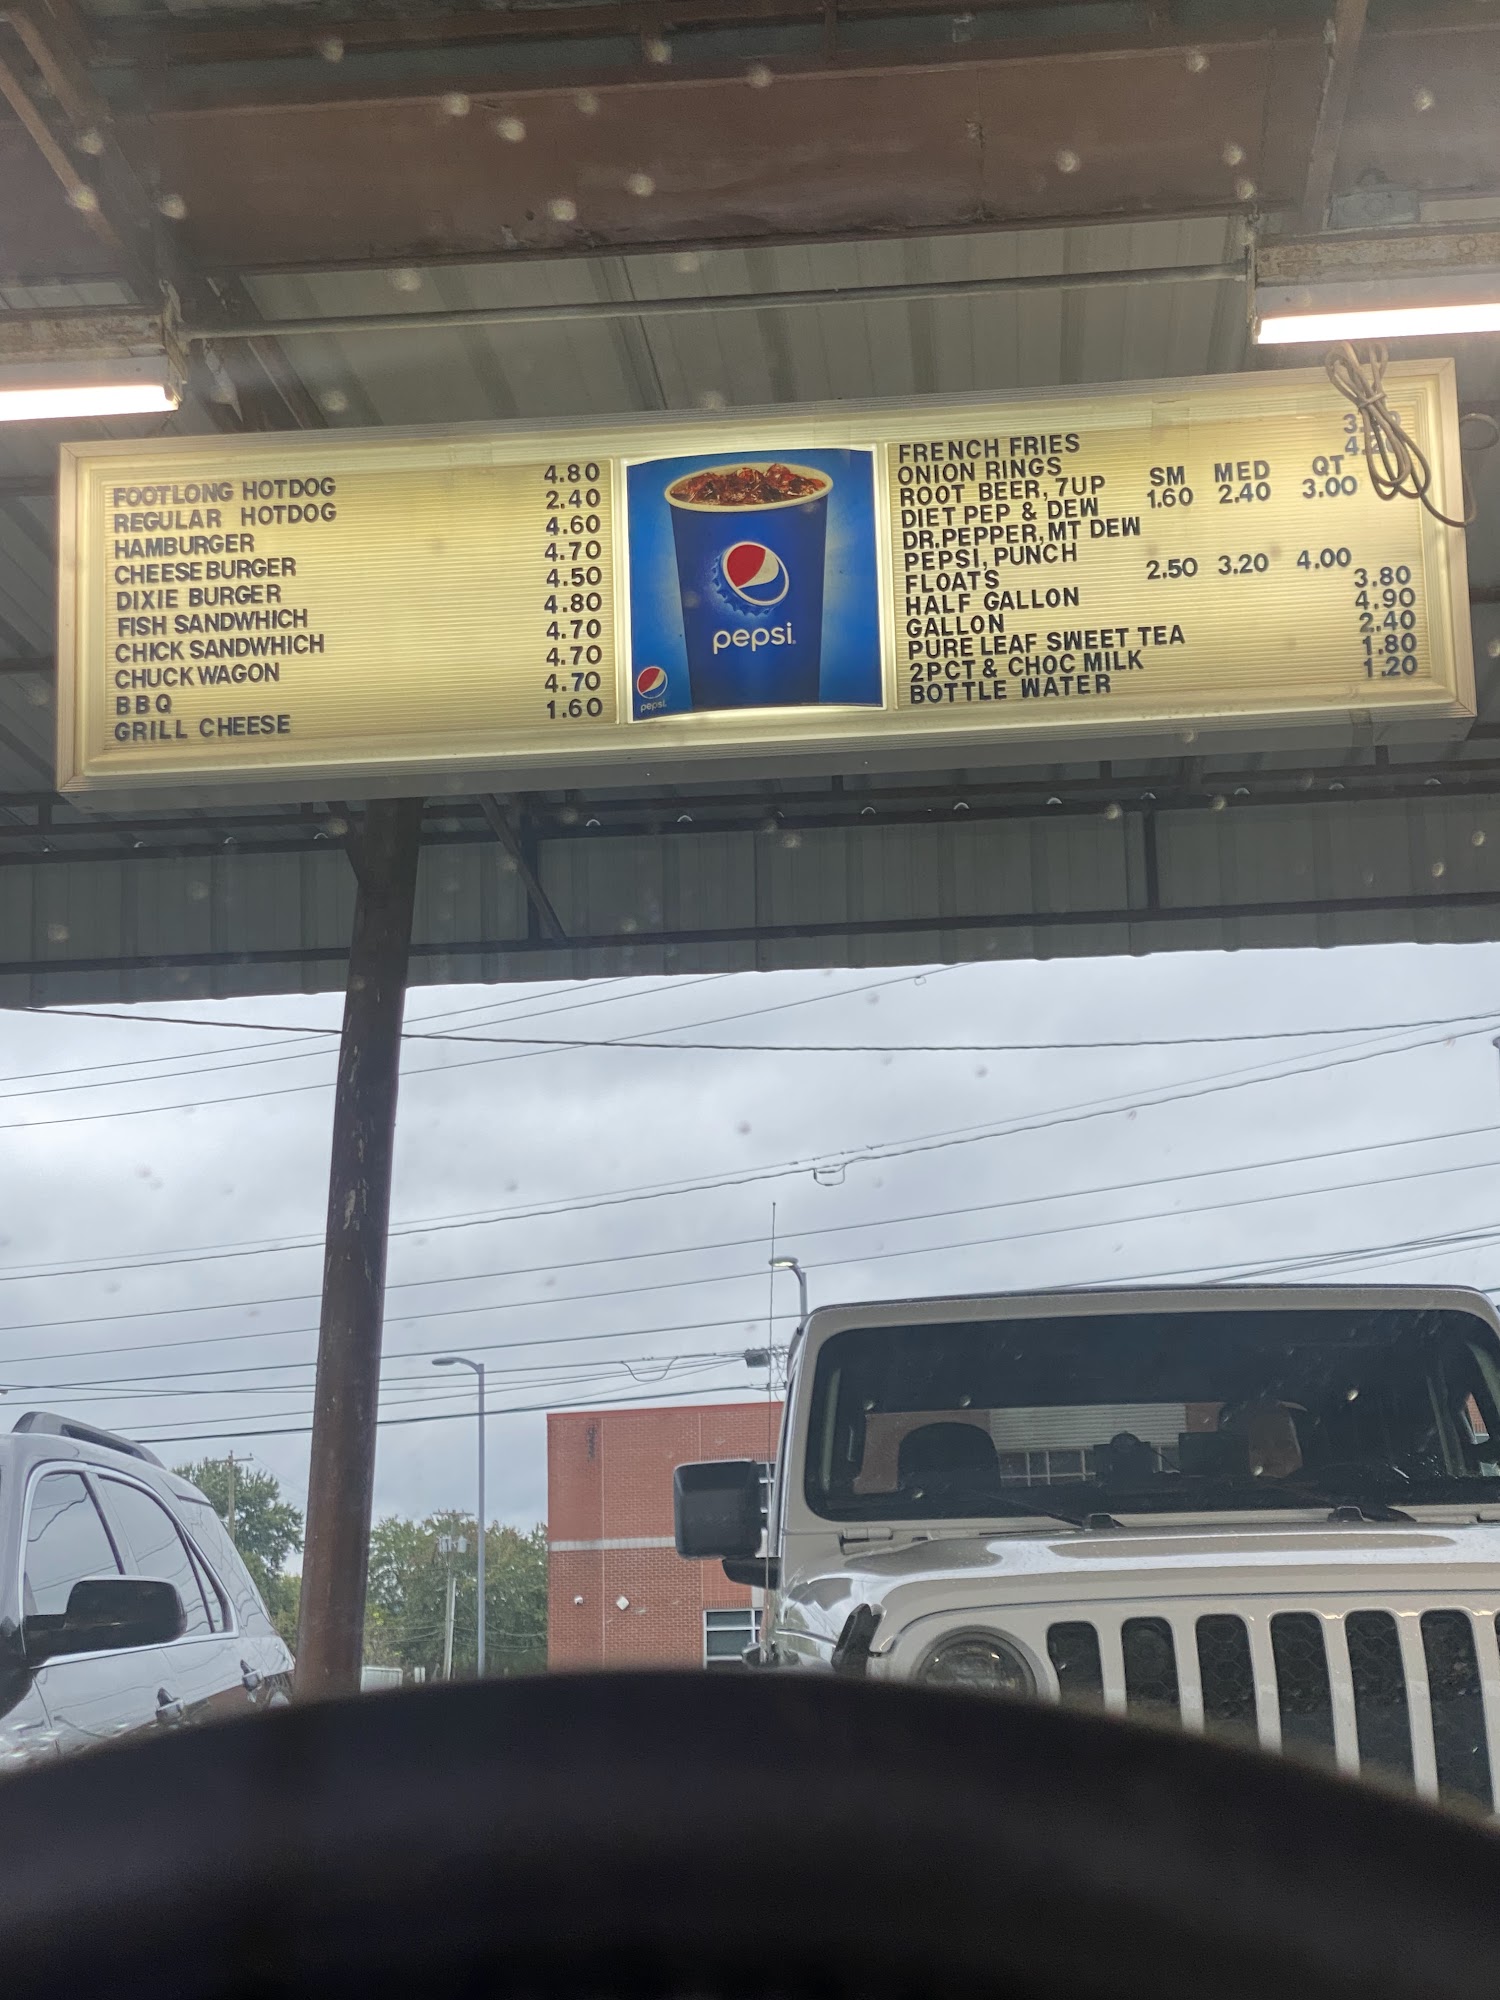 FOOTLONG HOTDOG 4.80
REGULAR HOTDOG 2.40
HAMBURGER 4.60
CHEESEBURGER 4.70
DIXIE BURGER 4.50
FISH SANDWHICH 4.80
CHICK SANDWHICH 4.70
CHUCKWAGON 4.70
BBQ 4.70
GRILL CHEESE 1.60
pepsi
pepsi
FRENCH FRIES
ONION RINGS
SM MED QT
ROOT BEER, 7UP 1.60 2.40 3.00
DIET PEP & DEW
DR.PEPPER, MT DEW
PEPSI, PUNCH
FLOATS 2.50 3.20 4.00
HALF GALLON 3.80
GALLON 4.90
PURE LEAF SWEET TEA 2.40
2PCT & CHOC MILK 1.80
BOTTLE WATER 1.20